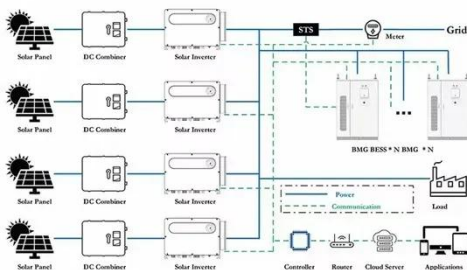 STS
Meter
Grid
Solar Panel
DC Combiner
Solar Inverter
Solar Panel
DC Combiner
Solar Inverter
BMG BESS * N BMG * N
Solar Panel
DC Combiner
Solar Inverter
Power
Communication
Load
Solar Panel
DC Combiner
Solar Inverter
Controller
Router
Cloud Server
Applications